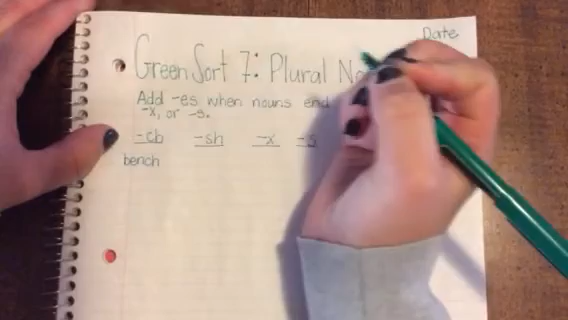 Date
Green Sort 7: Plural
Add -es when nouns end
-x, or -s.
-ch -sh -x -s
bench